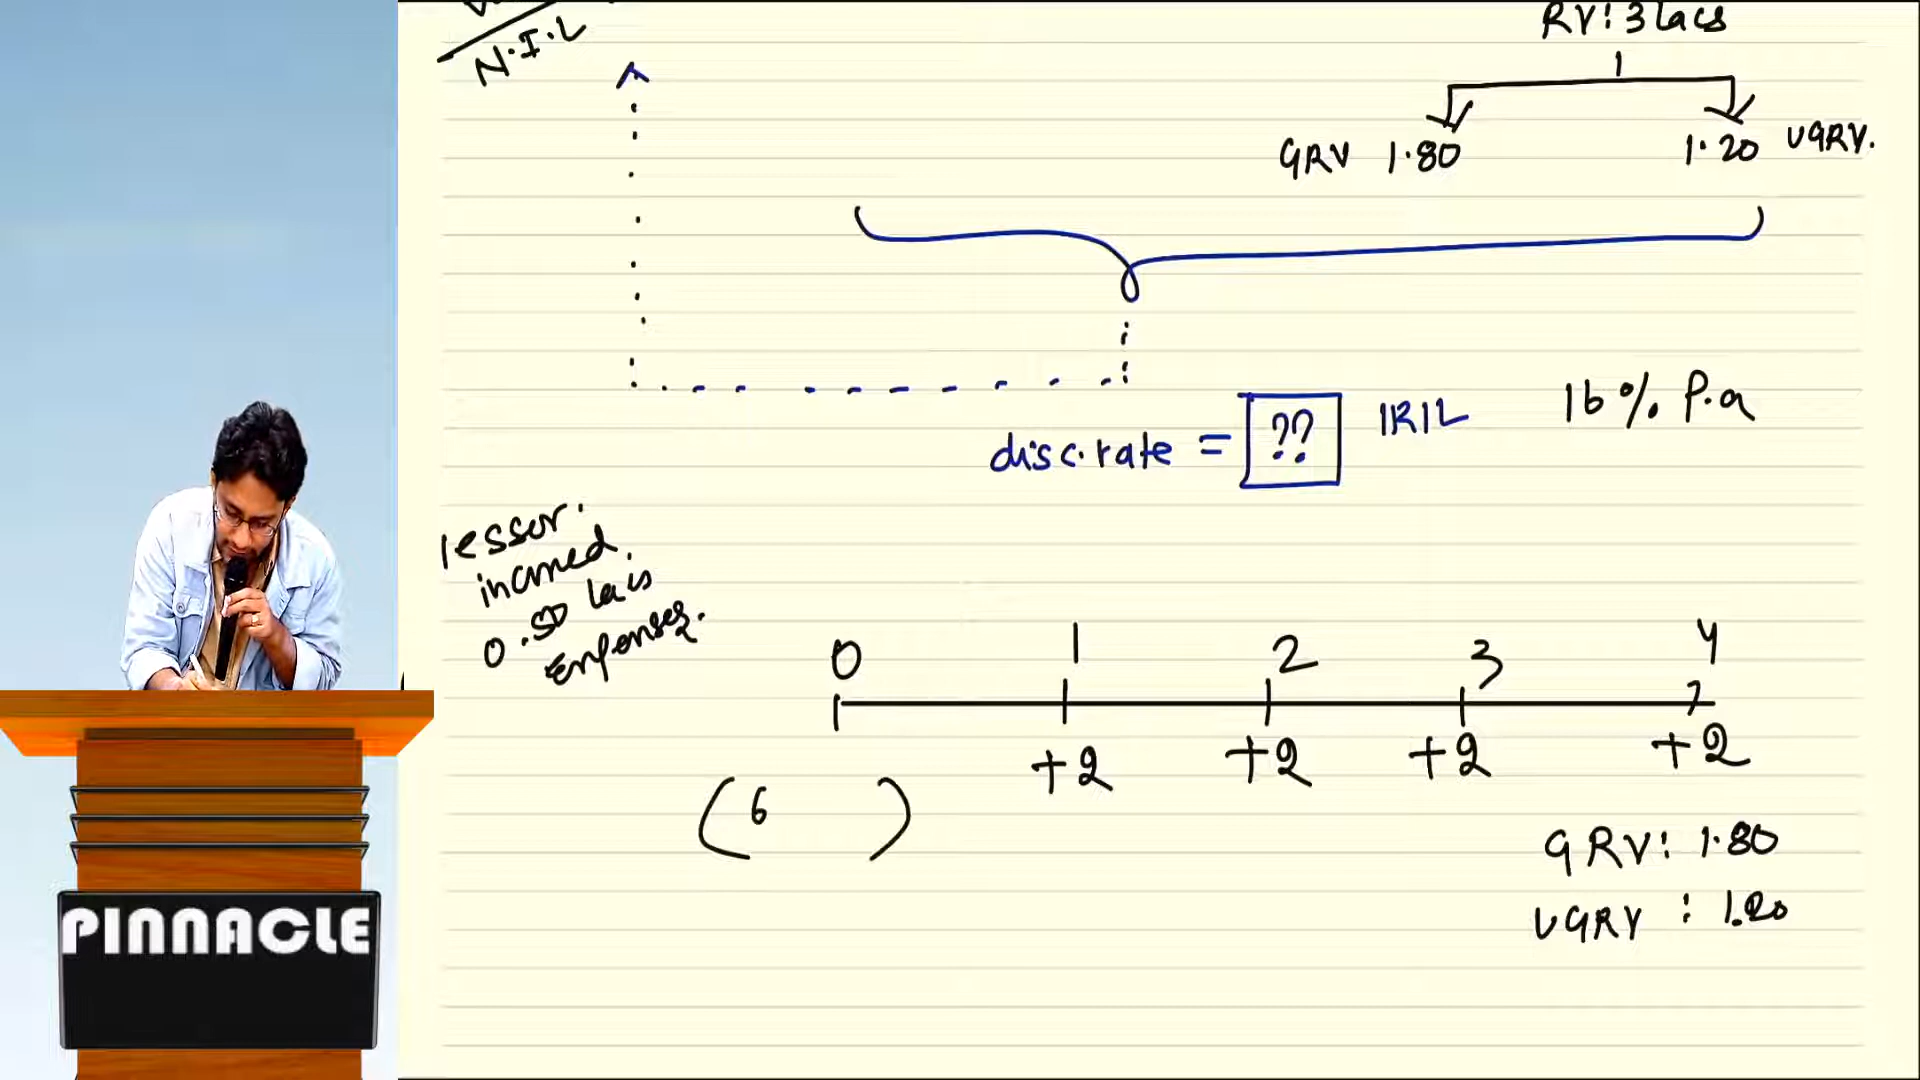 N.I.L
RV: 3 lacs
GRV 1.80
1.20 UGRV.
disc. rate = ?? IRIL
16% P.a
lessor.
incurred.
0.50 lacs
Expenses.
0 1 2 3 4
+2 +2 +2 +2
(6 )
GRV: 1.80
UGRV : 1.20
PINNACLE